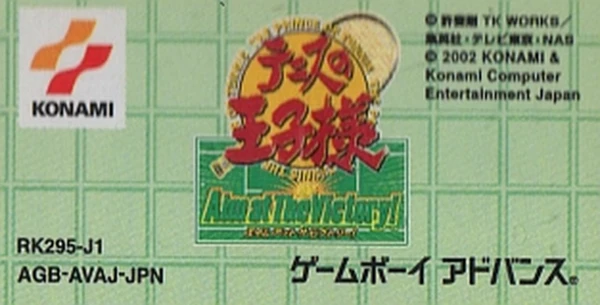 KONAMI
テニスの
王子様
Aim at The Victory!
© 許斐剛 TK WORKS/
集英社・テレビ東京・NAS
© 2002 KONAMI &
Konami Computer
Entertainment Japan
RK295-J1
AGB-AVAJ-JPN
ゲームボーイ アドバンス